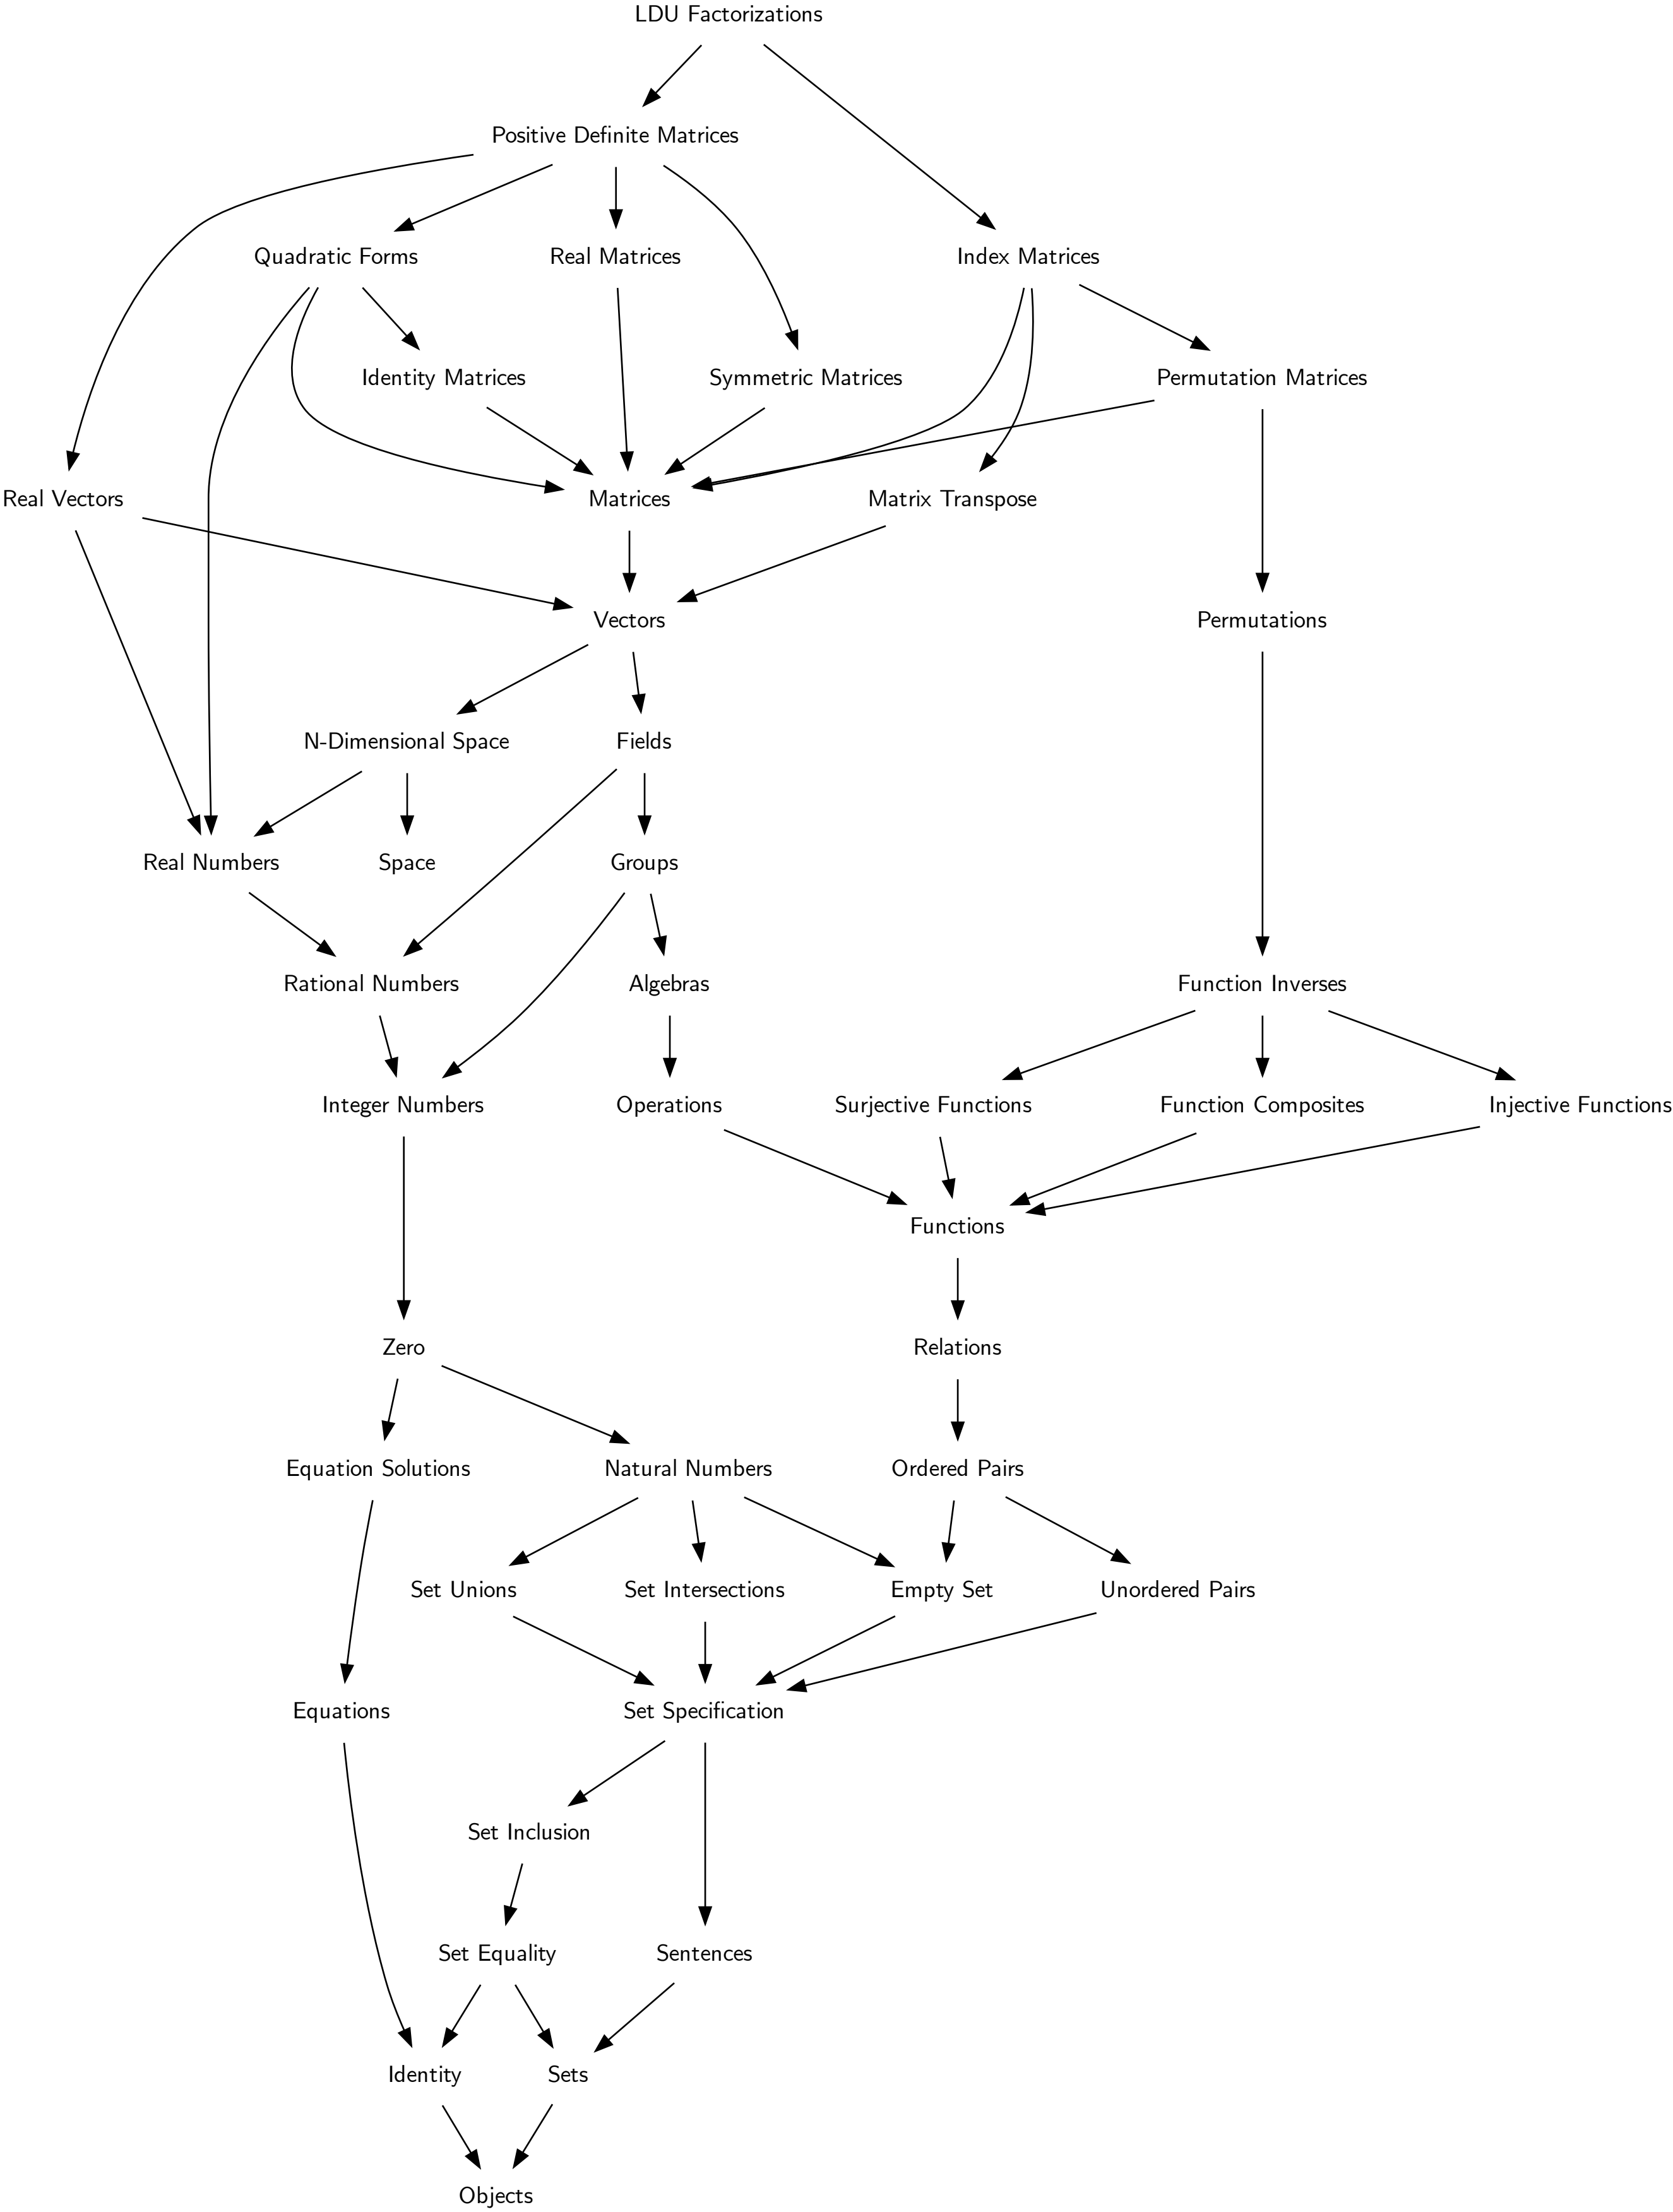 LDU Factorizations
Positive Definite Matrices
Quadratic Forms
Real Matrices
Index Matrices
Identity Matrices
Symmetric Matrices
Permutation Matrices
Real Vectors
Matrices
Matrix Transpose
Vectors
Permutations
N-Dimensional Space
Fields
Real Numbers
Space
Groups
Rational Numbers
Algebras
Function Inverses
Integer Numbers
Operations
Surjective Functions
Function Composites
Injective Functions
Functions
Zero
Relations
Equation Solutions
Natural Numbers
Ordered Pairs
Set Unions
Set Intersections
Empty Set
Unordered Pairs
Equations
Set Specification
Set Inclusion
Set Equality
Sentences
Identity
Sets
Objects